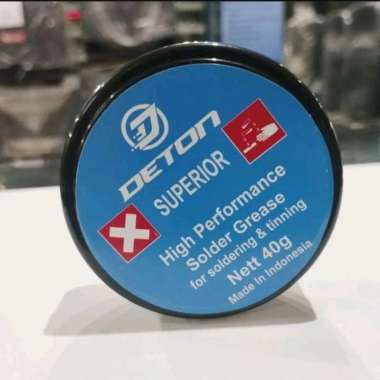 DETON
SUPERIOR
High Performance
Solder Grease
for soldering & tinning
Nett 40g
Made in Indonesia